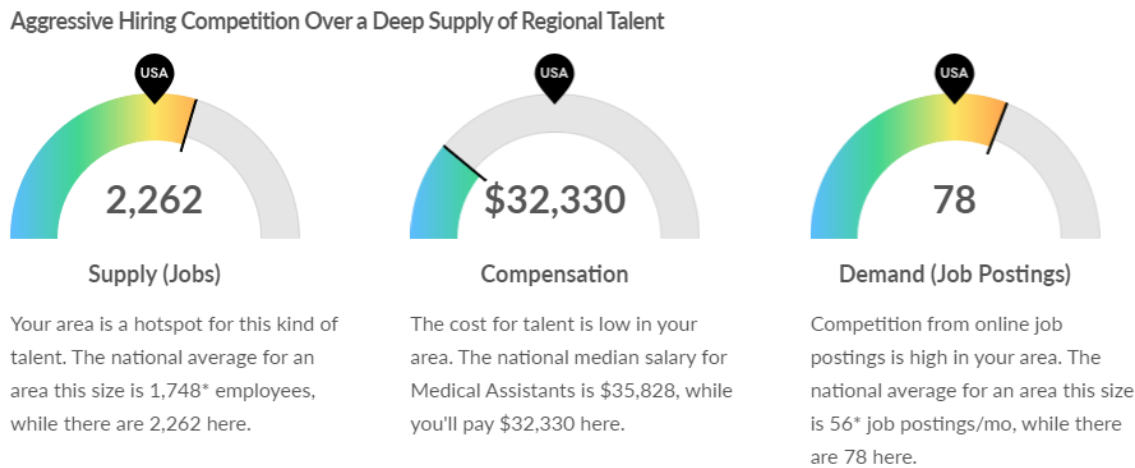 Aggressive Hiring Competition Over a Deep Supply of Regional Talent
USA
2,262
Supply (Jobs)
Your area is a hotspot for this kind of
talent. The national average for an
area this size is 1,748* employees,
while there are 2,262 here.
USA
$32,330
Compensation
The cost for talent is low in your
area. The national median salary for
Medical Assistants is $35,828, while
you'll pay $32,330 here.
USA
78
Demand (Job Postings)
Competition from online job
postings is high in your area. The
national average for an area this size
is 56* job postings/mo, while there
are 78 here.